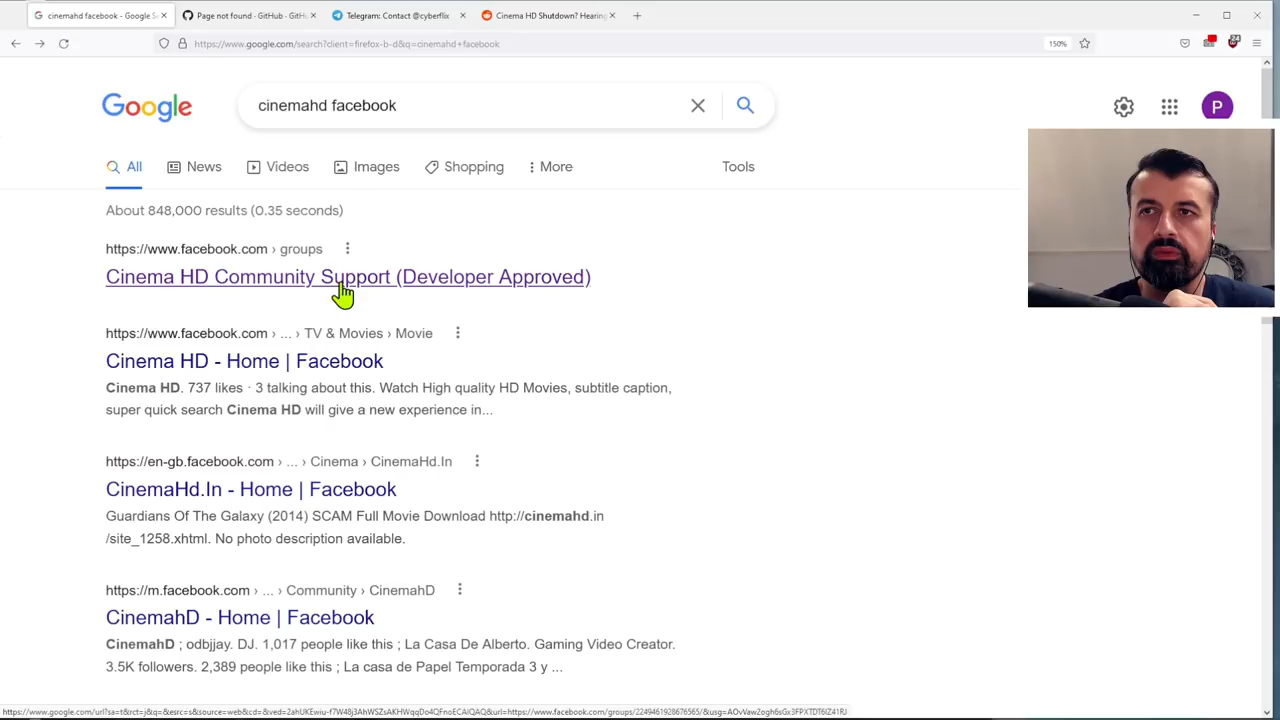 cinemahd facebook - Google S
Page not found · GitHub · GitH
Telegram: Contact @cyberflix
Cinema HD Shutdown? Hearing
https://www.google.com/search?client=firefox-b-d&q=cinemahd+facebook
150%
24
Google
cinemahd facebook
P
All
News
Videos
Images
Shopping
More
Tools
About 848,000 results (0.35 seconds)
https://www.facebook.com › groups
Cinema HD Community Support (Developer Approved)
https://www.facebook.com › ... › TV & Movies › Movie
Cinema HD - Home | Facebook
Cinema HD. 737 likes · 3 talking about this. Watch High quality HD Movies, subtitle caption,
super quick search Cinema HD will give a new experience in...
https://en-gb.facebook.com › ... › Cinema › CinemaHd.In
CinemaHd.In - Home | Facebook
Guardians Of The Galaxy (2014) SCAM Full Movie Download http://cinemahd.in
/site_1258.xhtml. No photo description available.
https://m.facebook.com › ... › Community › CinemahD
CinemahD - Home | Facebook
CinemahD ; odbjjay. DJ. 1,017 people like this ; La Casa De Alberto. Gaming Video Creator.
3.5K followers. 2,389 people like this ; La casa de Papel Temporada 3 y ...